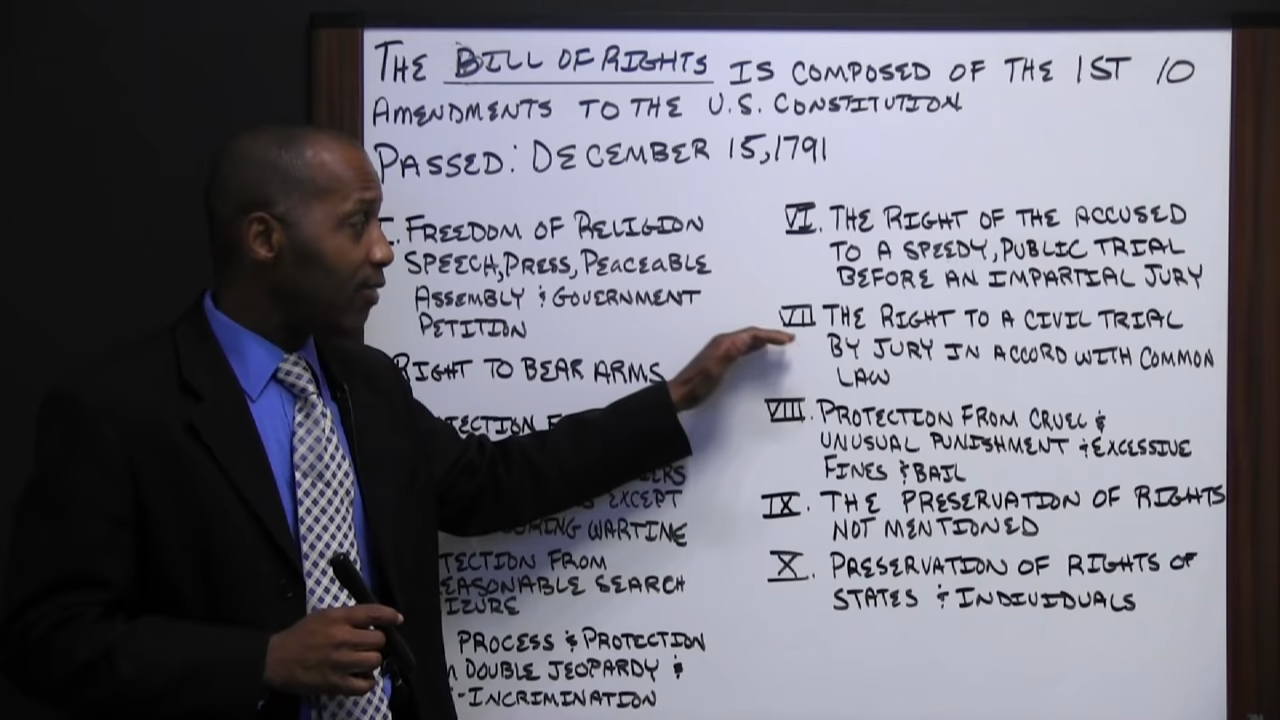 THE BILL OF RIGHTS IS COMPOSED OF THE 1ST 10
AMENDMENTS TO THE U.S. CONSTITUTION
PASSED: DECEMBER 15, 1791
I. FREEDOM OF RELIGION
SPEECH, PRESS, PEACEABLE
ASSEMBLY & GOVERNMENT
PETITION
RIGHT TO BEAR ARMS
EXCEPT
WARTINE
FROM
SEARCH
PROCESS & PROTECTION
DOUBLE JEOPARDY &
-INCRIMINATION
VI. THE RIGHT OF THE ACCUSED
TO A SPEEDY, PUBLIC TRIAL
BEFORE AN IMPARTIAL JURY
VII THE RIGHT TO A CIVIL TRIAL
BY JURY IN ACCORD WITH COMMON
LAW
VIII. PROTECTION FROM CRUEL &
UNUSUAL PUNISHMENT & EXCESSIVE
FINES & BAIL
IX. THE PRESERVATION OF RIGHTS
NOT MENTIONED
X. PRESERVATION OF RIGHTS OF
STATES & INDIVIDUALS